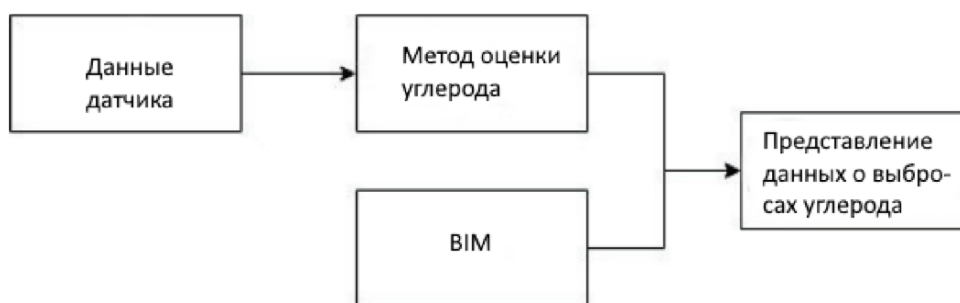 Данные
датчика
Метод оценки
углерода
BIM
Представление
данных о выбро-
сах углерода